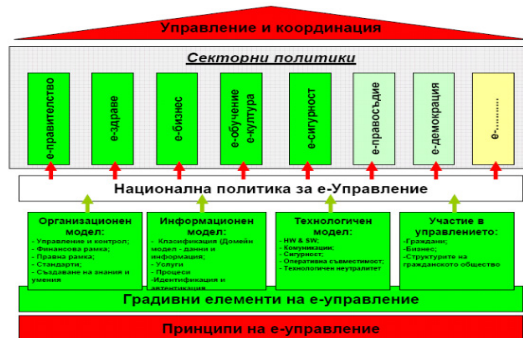 Управление и координация
Секторни политики
е-правителство
е-здраве
е-бизнес
е-обучение
е-култура
е-сигурност
е-правосъдие
е-демокрация
е-...........
Национална политика за е-Управление
Организационен
модел:
- Управление и контрол;
- Финансова рамка;
- Правна рамка;
- Стандарти;
- Създаване на знания и
умения
Информационен
модел:
- Класификация (Домейн
модел - данни и
информация;
- Услуги
- Процеси
-Идентификация и
автентикация
Технологичен
модел:
- HW & SW;
- Комуникации;
- Сигурност;
- Оперативна съвместимост;
- Технологичен неутралитет
Участие в
управлението:
-Граждани;
-Бизнес;
-Структурите на
гражданското общество
Градивни елементи на е-управление
Принципи на е-управление